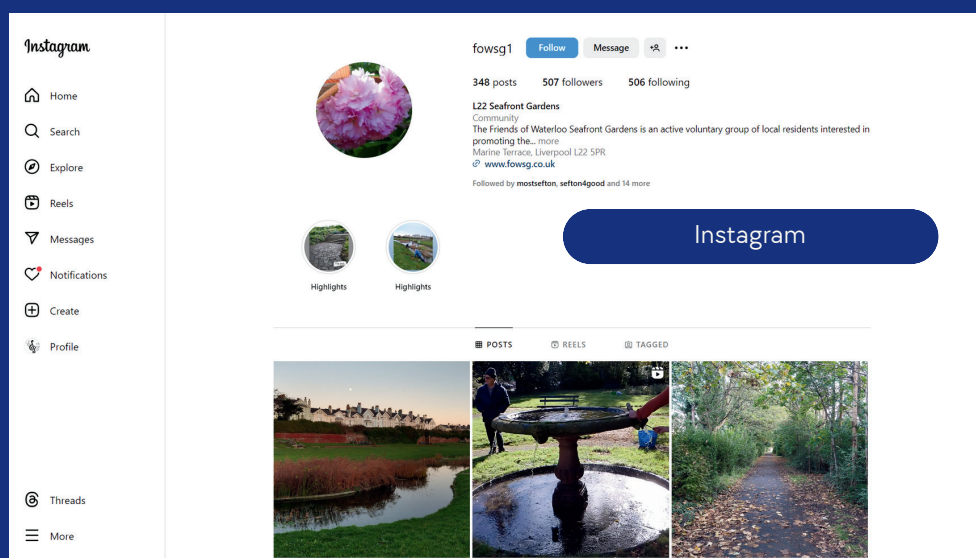 Instagram
Home
Search
Explore
Reels
Messages
Notifications
Create
Profile
Threads
More
fowsg1 Follow Message
348 posts 507 followers 506 following
L22 Seafront Gardens
Community
The Friends of Waterloo Seafront Gardens is an active voluntary group of local residents interested in
promoting the... more
Marine Terrace, Liverpool L22 5PR
www.fowsg.co.uk
Followed by mostsefton, sefton4good and 14 more
Instagram
Highlights Highlights
POSTS REELS TAGGED